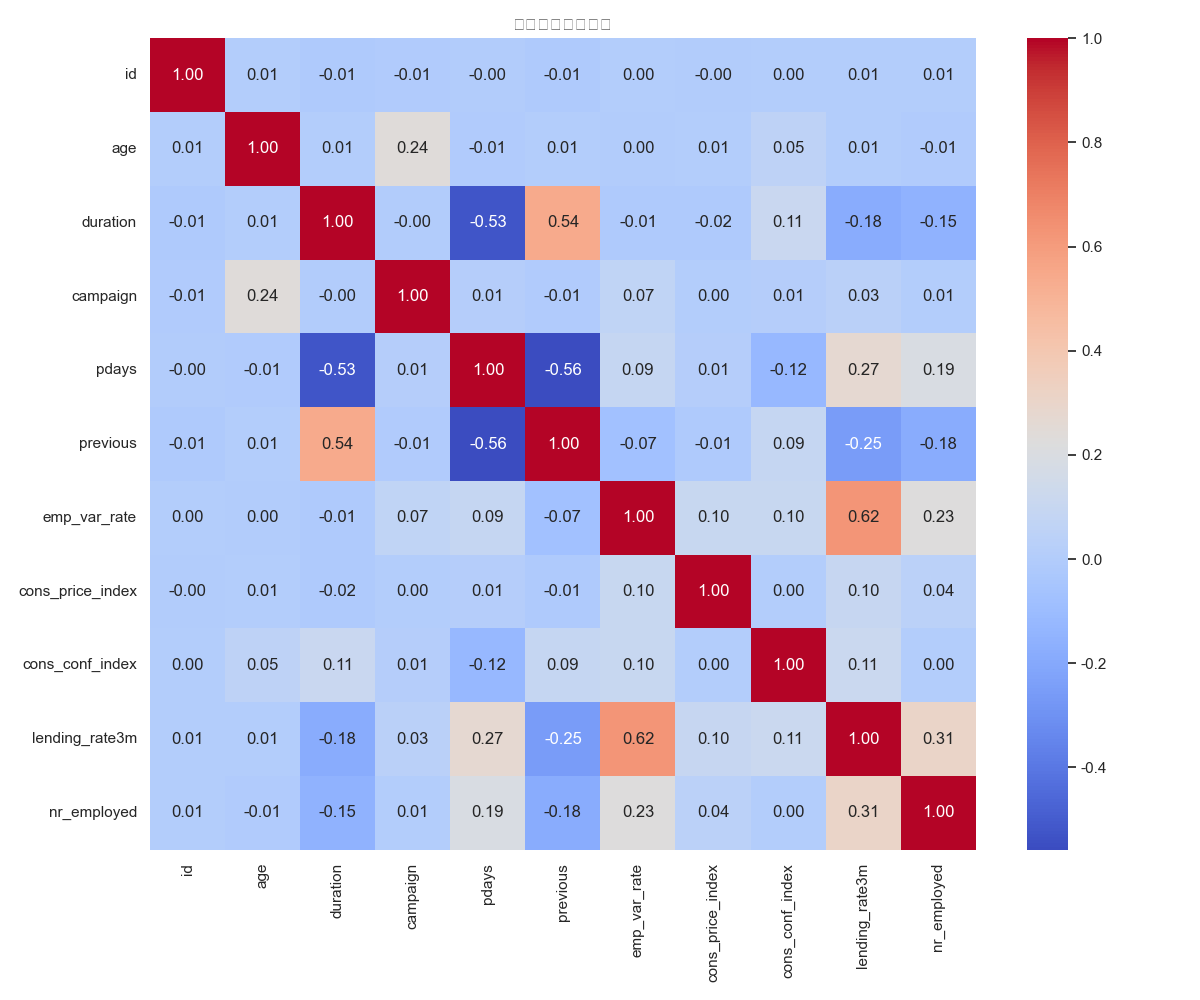 1.0
id 1.00 0.01 -0.01 -0.01 -0.00 -0.01 0.00 -0.00 0.00 0.01 0.01
age 0.01 1.00 0.01 0.24 -0.01 0.01 0.00 0.01 0.05 0.01 -0.01
0.8
duration -0.01 0.01 1.00 -0.00 -0.53 0.54 -0.01 -0.02 0.11 -0.18 -0.15
0.6
campaign -0.01 0.24 -0.00 1.00 0.01 -0.01 0.07 0.00 0.01 0.03 0.01
0.4
pdays -0.00 -0.01 -0.53 0.01 1.00 -0.56 0.09 0.01 -0.12 0.27 0.19
previous -0.01 0.01 0.54 -0.01 -0.56 1.00 -0.07 -0.01 0.09 -0.25 -0.18
0.2
emp_var_rate 0.00 0.00 -0.01 0.07 0.09 -0.07 1.00 0.10 0.10 0.62 0.23
0.0
cons_price_index -0.00 0.01 -0.02 0.00 0.01 -0.01 0.10 1.00 0.00 0.10 0.04
cons_conf_index 0.00 0.05 0.11 0.01 -0.12 0.09 0.10 0.00 1.00 0.11 0.00
-0.2
lending_rate3m 0.01 0.01 -0.18 0.03 0.27 -0.25 0.62 0.10 0.11 1.00 0.31
-0.4
nr_employed 0.01 -0.01 -0.15 0.01 0.19 -0.18 0.23 0.04 0.00 0.31 1.00
id
age
duration
campaign
pdays
previous
emp_var_rate
cons_price_index
cons_conf_index
lending_rate3m
nr_employed